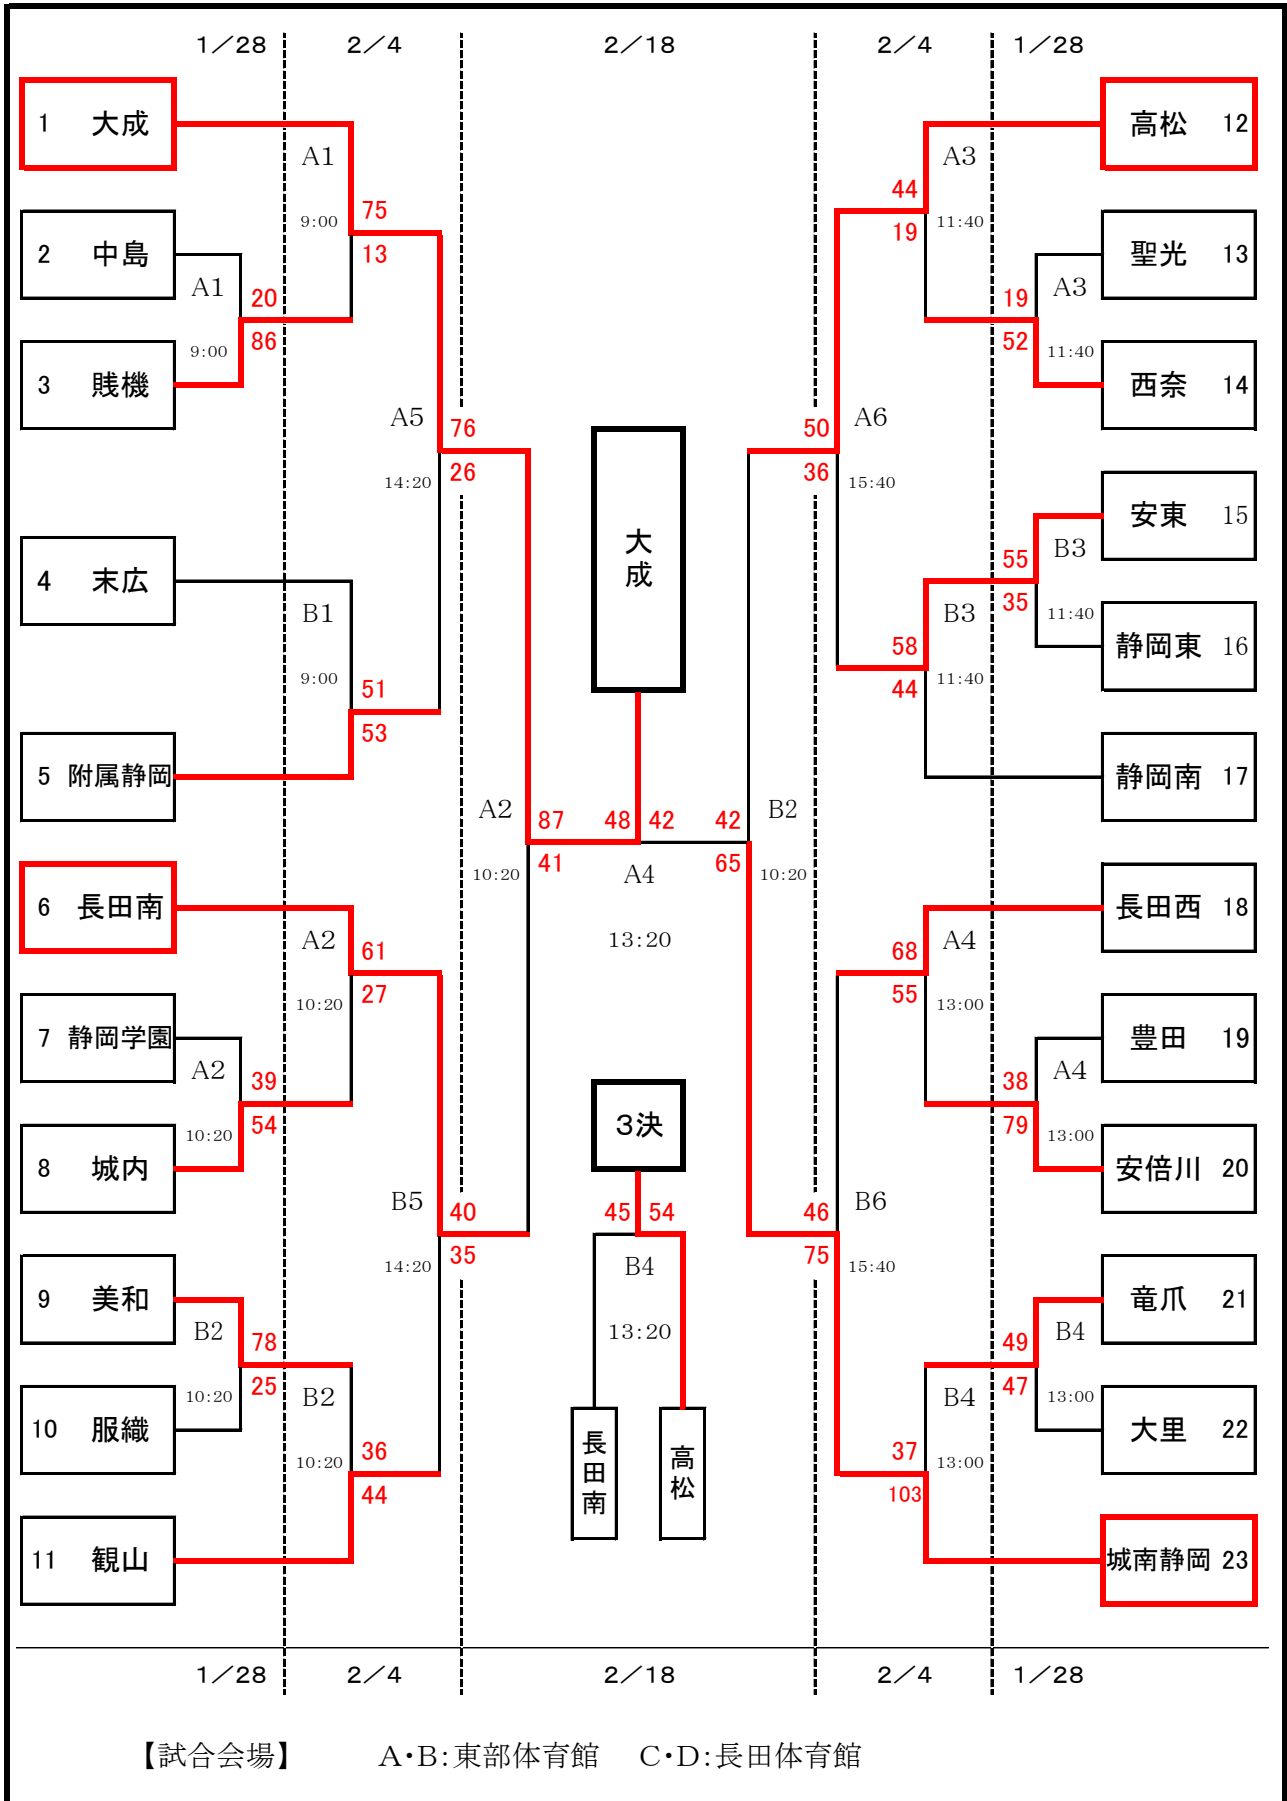 1／28 2／4 2／18 2／4 1／28
1 大成
高松 12
A1
A3
44
75
9:00
11:40
19
13
2 中島
聖光 13
A1
A3
20
19
86
52
9:00
11:40
3 賎機
西奈 14
A5
A6
76
50
26
36
14:20
15:40
安東 15
大成
B3
55
4 末広
35
B1
B3
11:40
58
静岡東 16
9:00
11:40
51
44
53
5 附属静岡
静岡南 17
A2
B2
87
48 42
42
41
65
10:20
A4
10:20
6 長田南
長田西 18
A2
13:20
A4
61
68
27
55
10:20
13:00
7 静岡学園
豊田 19
A2
A4
39
38
54
79
10:20
3決
13:00
8 城内
安倍川 20
B5
B6
40
45 54
46
35
75
14:20
B4
15:40
9 美和
竜爪 21
B2
13:20
B4
78
49
25
47
10:20
B2
B4
13:00
10 服織
大里 22
長田南
高松
36
37
10:20
13:00
44
103
11 観山
城南静岡 23
1／28 2／4 2／18 2／4 1／28
【試合会場】 A・B：東部体育館 C・D：長田体育館